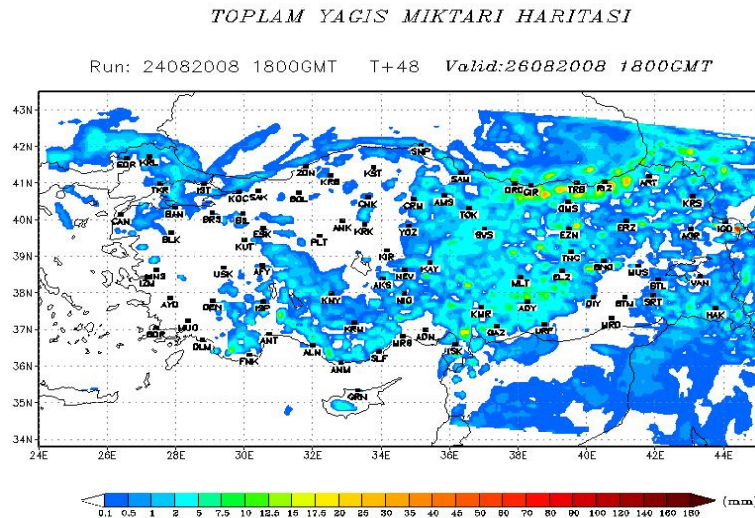 TOPLAM YAGIS MIKTARI HARITASI
Run: 24082008 1800GMT T+48 Valid:26082008 1800GMT
43N
42N
41N
40N
39N
38N
37N
36N
35N
34N
SNP
EDR KRL
ZON KST
KRB
TKR IST SAM ORD GIR TRB RIZ ART
KOC SAK BOL CNK CRM AMS KRS
CAN BAN BRS BIL TOK GMS
ANK KRK YOZ ERZ IGD
BLK ESK KUT PLT SVS EZN AGR
KIR TNC
USK AFY KAY BNG MUS
MNS AKS NEV MLT ELZ BTL VAN
AYD DEN ISP KNY NIG ADY DIY BTM SRT
KMR HAK
BDR MUG KRM GAZ URF MRD
DLM ANT ALN MRS ADN ISK
FNK ANM SLF
GRN
24E 26E 28E 30E 32E 34E 36E 38E 40E 42E 44E
0.1 0.5 1 2 5 7.5 10 12.5 15 17.5 20 25 30 35 40 50 60 70 80 90 100 120 140 160 180 (mm)